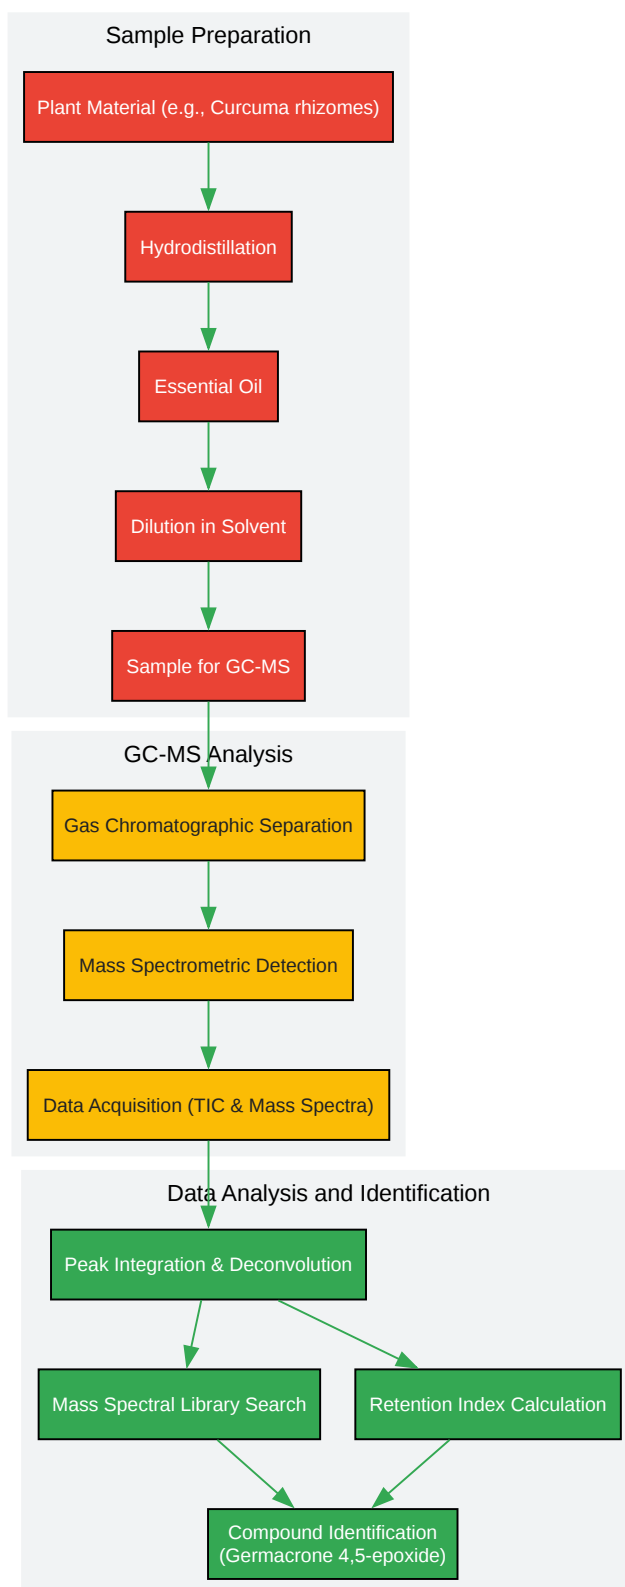 Sample Preparation
Plant Material (e.g., Curcuma rhizomes)
Hydrodistillation
Essential Oil
Dilution in Solvent
Sample for GC-MS
GC-MS Analysis
Gas Chromatographic Separation
Mass Spectrometric Detection
Data Acquisition (TIC & Mass Spectra)
Data Analysis and Identification
Peak Integration & Deconvolution
Mass Spectral Library Search
Retention Index Calculation
Compound Identification
(Germacrone 4,5-epoxide)